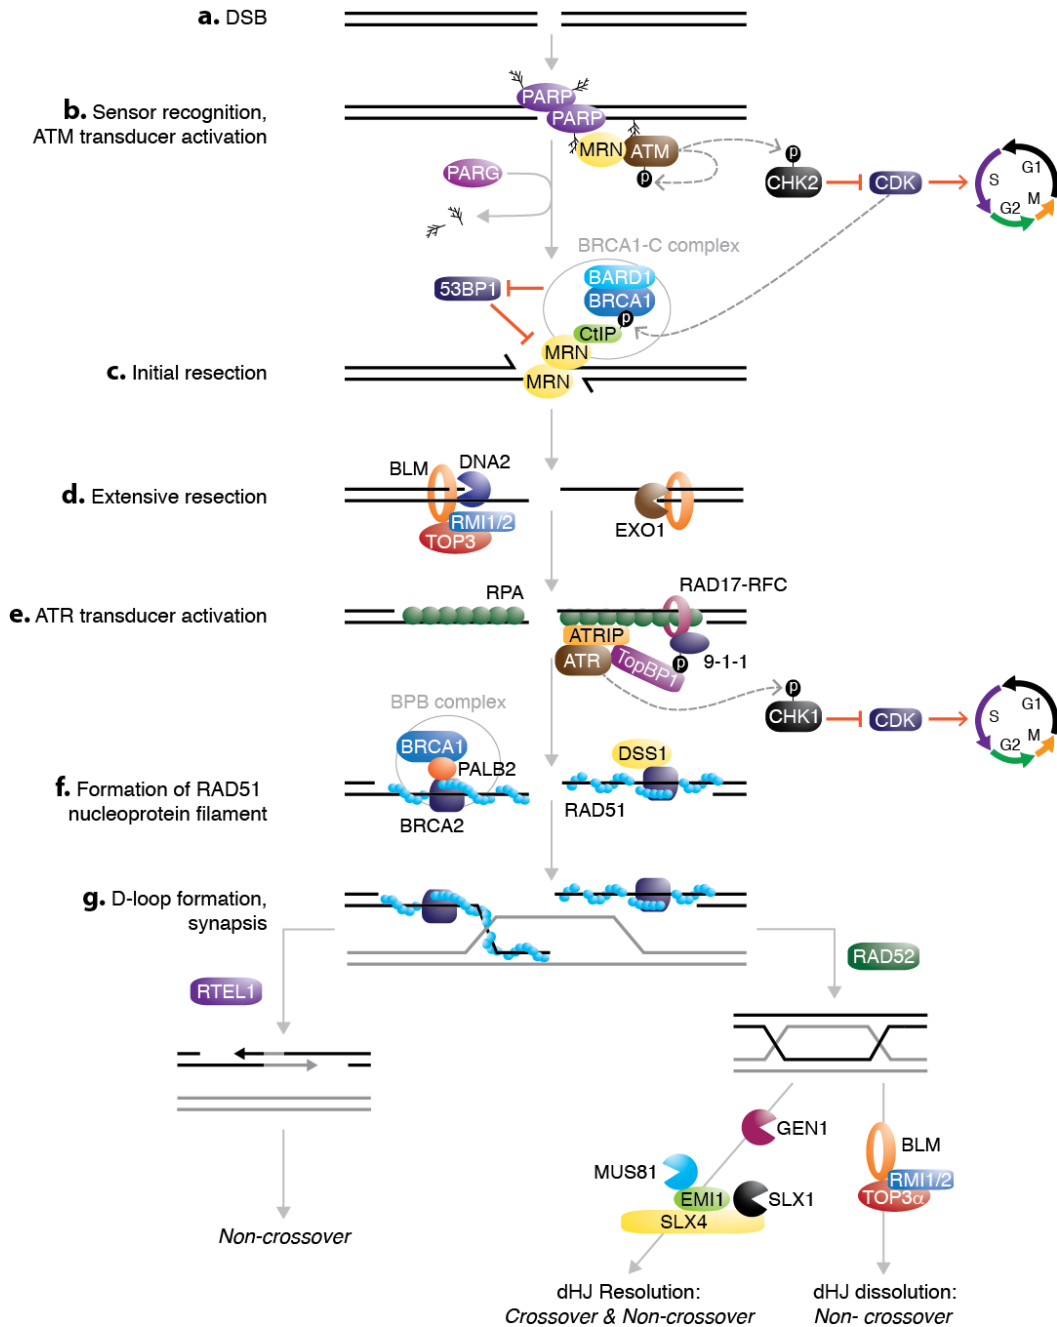 a. DSB
PARP
PARP
b. Sensor recognition,
ATM transducer activation
MRN
ATM
p
p
CHK2
CDK
G1
S
M
G2
PARG
BRCA1-C complex
53BP1
BARD1
BRCA1
p
CtIP
MRN
c. Initial resection
MRN
BLM
DNA2
d. Extensive resection
RMI1/2
TOP3
EXO1
RPA
RAD17-RFC
e. ATR transducer activation
ATRIP
ATR
TopBP1
p
9-1-1
p
CHK1
CDK
G1
S
M
G2
BPB complex
BRCA1
PALB2
DSS1
f. Formation of RAD51
nucleoprotein filament
BRCA2
RAD51
g. D-loop formation,
synapsis
RAD52
RTEL1
GEN1
BLM
MUS81
EMI1
SLX1
SLX4
RMI1/2
TOP3α
Non-crossover
dHJ Resolution:
Crossover & Non-crossover
dHJ dissolution:
Non- crossover